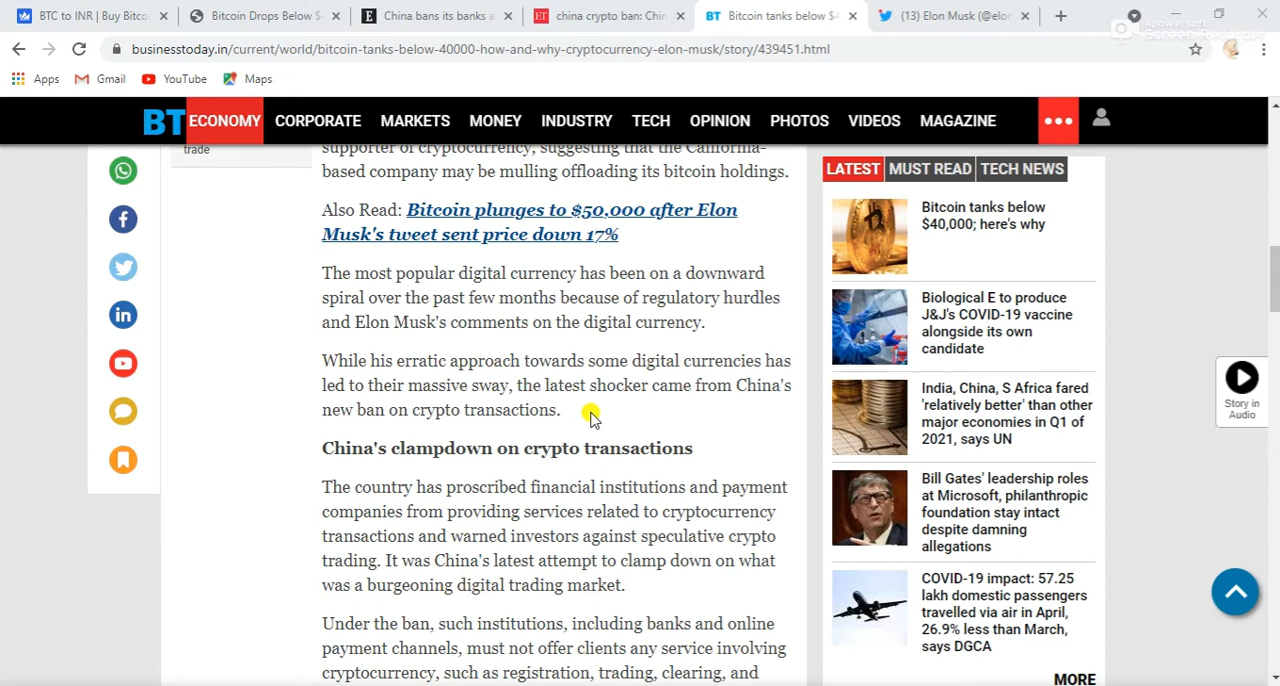 BTC to INR | Buy Bitco
Bitcoin Drops Below $
China bans its banks a
china crypto ban: Chi
Bitcoin tanks below $4
(13) Elon Musk (@elon
Apowersoft
Screen Recorder
businesstoday.in/current/world/bitcoin-tanks-below-40000-how-and-why-cryptocurrency-elon-musk/story/439451.html
Apps
Gmail
YouTube
Maps
BT
ECONOMY
CORPORATE
MARKETS
MONEY
INDUSTRY
TECH
OPINION
PHOTOS
VIDEOS
MAGAZINE
trade
supporter of cryptocurrency, suggesting that the California-
based company may be mulling offloading its bitcoin holdings.
Also Read: Bitcoin plunges to $50,000 after Elon
Musk's tweet sent price down 17%
The most popular digital currency has been on a downward
spiral over the past few months because of regulatory hurdles
and Elon Musk's comments on the digital currency.
While his erratic approach towards some digital currencies has
led to their massive sway, the latest shocker came from China's
new ban on crypto transactions.
China's clampdown on crypto transactions
The country has proscribed financial institutions and payment
companies from providing services related to cryptocurrency
transactions and warned investors against speculative crypto
trading. It was China's latest attempt to clamp down on what
was a burgeoning digital trading market.
Under the ban, such institutions, including banks and online
payment channels, must not offer clients any service involving
cryptocurrency, such as registration, trading, clearing, and
LATEST
MUST READ
TECH NEWS
Bitcoin tanks below
$40,000; here's why
Biological E to produce
J&J's COVID-19 vaccine
alongside its own
candidate
India, China, S Africa fared
'relatively better' than other
major economies in Q1 of
2021, says UN
Bill Gates' leadership roles
at Microsoft, philanthropic
foundation stay intact
despite damning
allegations
COVID-19 impact: 57.25
lakh domestic passengers
travelled via air in April,
26.9% less than March,
says DGCA
MORE
Story in
Audio